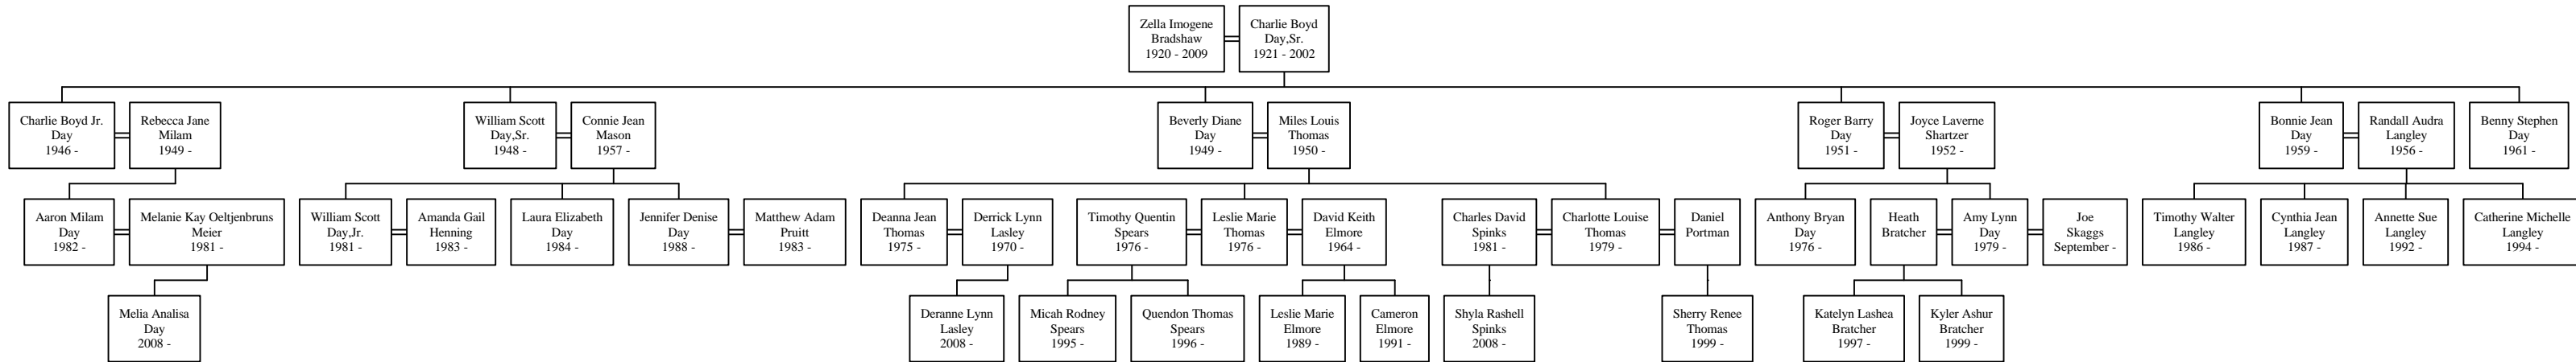 Zella Imogene
Bradshaw
1920 - 2009
Charlie Boyd
Day,Sr.
1921 - 2002
Charlie Boyd Jr.
Day
1946 -
Rebecca Jane
Milam
1949 -
William Scott
Day,Sr.
1948 -
Connie Jean
Mason
1957 -
Beverly Diane
Day
1949 -
Miles Louis
Thomas
1950 -
Roger Barry
Day
1951 -
Joyce Laverne
Shartzer
1952 -
Bonnie Jean
Day
1959 -
Randall Audra
Langley
1956 -
Benny Stephen
Day
1961 -
Aaron Milam
Day
1982 -
Melanie Kay Oeltjenbruns
Meier
1981 -
William Scott
Day,Jr.
1981 -
Amanda Gail
Henning
1983 -
Laura Elizabeth
Day
1984 -
Jennifer Denise
Day
1988 -
Matthew Adam
Pruitt
1983 -
Deanna Jean
Thomas
1975 -
Derrick Lynn
Lasley
1970 -
Timothy Quentin
Spears
1976 -
Leslie Marie
Thomas
1976 -
David Keith
Elmore
1964 -
Charles David
Spinks
1981 -
Charlotte Louise
Thomas
1979 -
Daniel
Portman
Anthony Bryan
Day
1976 -
Heath
Bratcher
Amy Lynn
Day
1979 -
Joe
Skaggs
September -
Timothy Walter
Langley
1986 -
Cynthia Jean
Langley
1987 -
Annette Sue
Langley
1992 -
Catherine Michelle
Langley
1994 -
Melia Analisa
Day
2008 -
Deranne Lynn
Lasley
2008 -
Micah Rodney
Spears
1995 -
Quendon Thomas
Spears
1996 -
Leslie Marie
Elmore
1989 -
Cameron
Elmore
1991 -
Shyla Rashell
Spinks
2008 -
Sherry Renee
Thomas
1999 -
Katelyn Lashea
Bratcher
1997 -
Kyler Ashur
Bratcher
1999 -